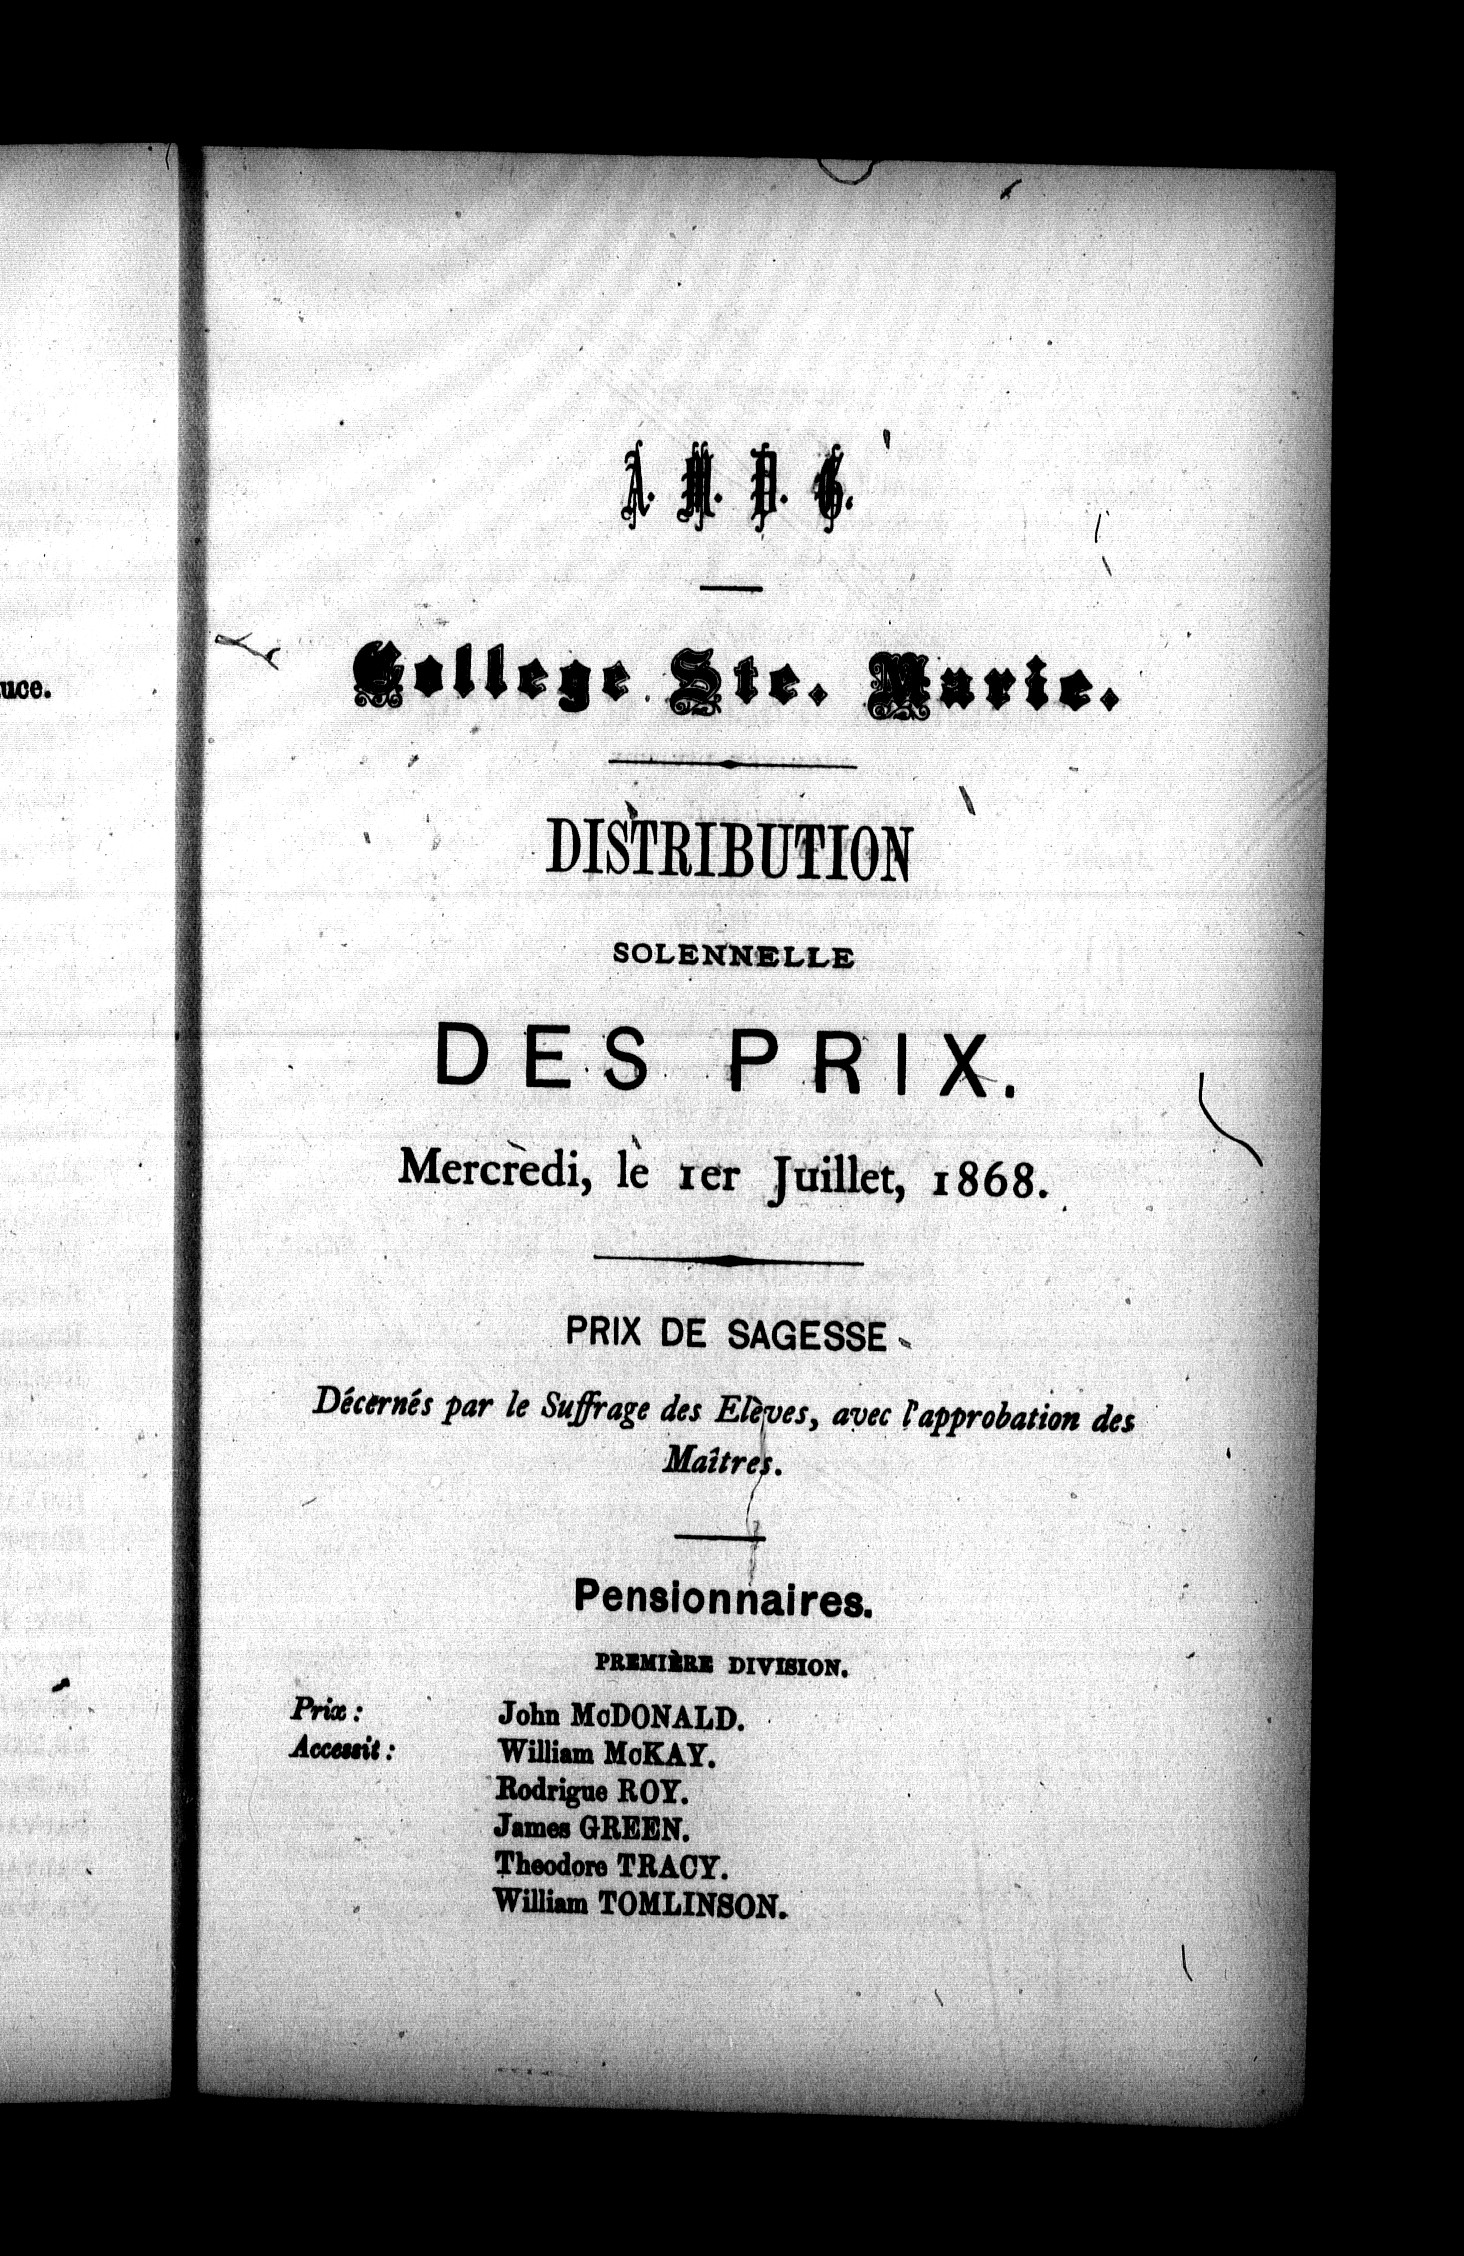 uce.
A. M. D. G.
College Ste. Marie.
DISTRIBUTION
SOLENNELLE
DES PRIX.
Mercredi, le 1er Juillet, 1868.
PRIX DE SAGESSE
Décernés par le Suffrage des Elèves, avec l'approbation des
Maîtres.
Pensionnaires.
PREMIÈRE DIVISION.
Prix : John McDONALD.
Accessit : William McKAY.
Rodrigue ROY.
James GREEN.
Theodore TRACY.
William TOMLINSON.